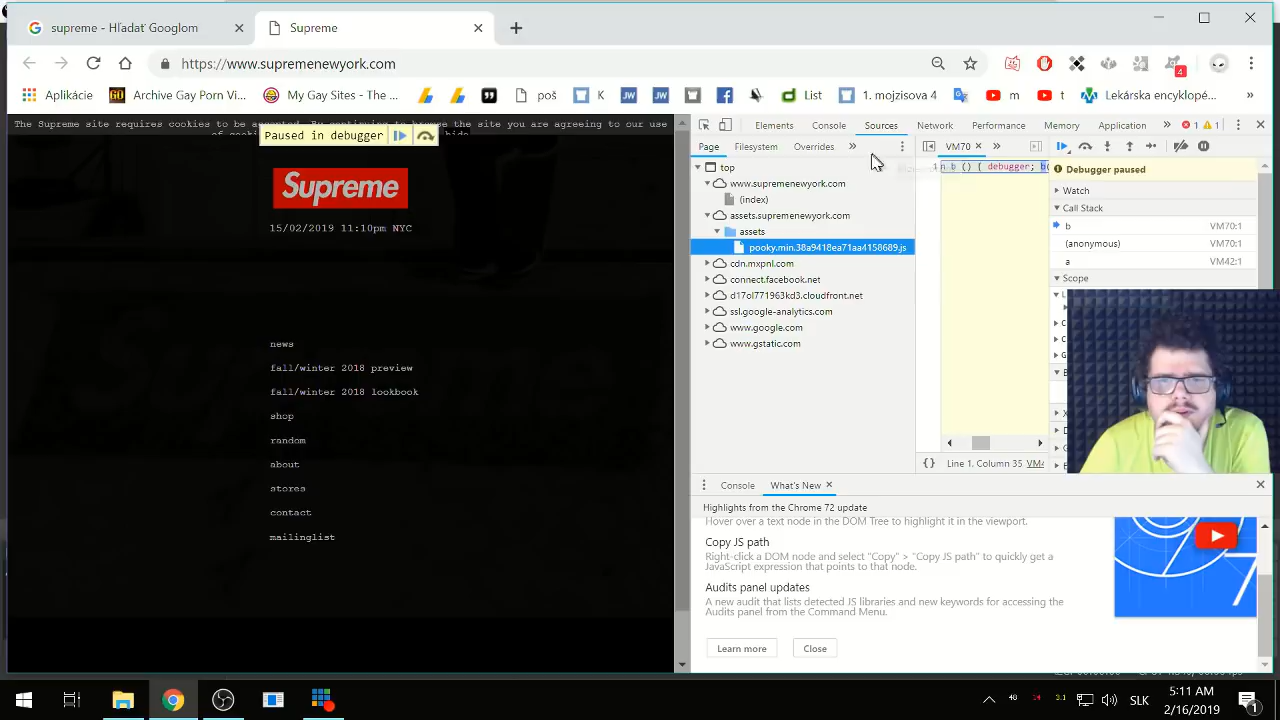 supreme - Hľadať Googlom
Supreme
https://www.supremenewyork.com
4
Aplikácie
Archive Gay Porn Vi...
My Gay Sites - The ...
poš
K
JW
JW
List
1. mojzisova 4
m
t
Lekárska encyklopé...
»
The Supreme site requires cookies to be accepted. To browse the site you are agreeing to our use
Paused in debugger
hide
Supreme
15/02/2019 11:10pm NYC
news
fall/winter 2018 preview
fall/winter 2018 lookbook
shop
random
about
stores
contact
mailinglist
Elements
Console
Sources
Network
Performance
Memory
»
1
1
Page
Filesystem
Overrides
»
VM70
top
www.supremenewyork.com
(index)
assets.supremenewyork.com
assets
pooky.min.38a9418ea71aa4158689.js
cdn.mxpnl.com
connect.facebook.net
d17ol771963kd3.cloudfront.net
ssl.google-analytics.com
www.google.com
www.gstatic.com
1
n b () { debugger; b
{} Line 1, Column 35 VM4
Debugger paused
Watch
Call Stack
b VM70:1
(anonymous) VM70:1
a VM42:1
Scope
Console
What's New
Highlights from the Chrome 72 update
Hover over a text node in the DOM Tree to highlight it in the viewport.
Copy JS path
Right-click a DOM node and select "Copy" > "Copy JS path" to quickly get a
JavaScript expression that points to that node.
Audits panel updates
A new audit that lists detected JS libraries and new keywords for accessing the
Audits panel from the Command Menu.
Learn more
Close
SLK
5:11 AM
2/16/2019
1